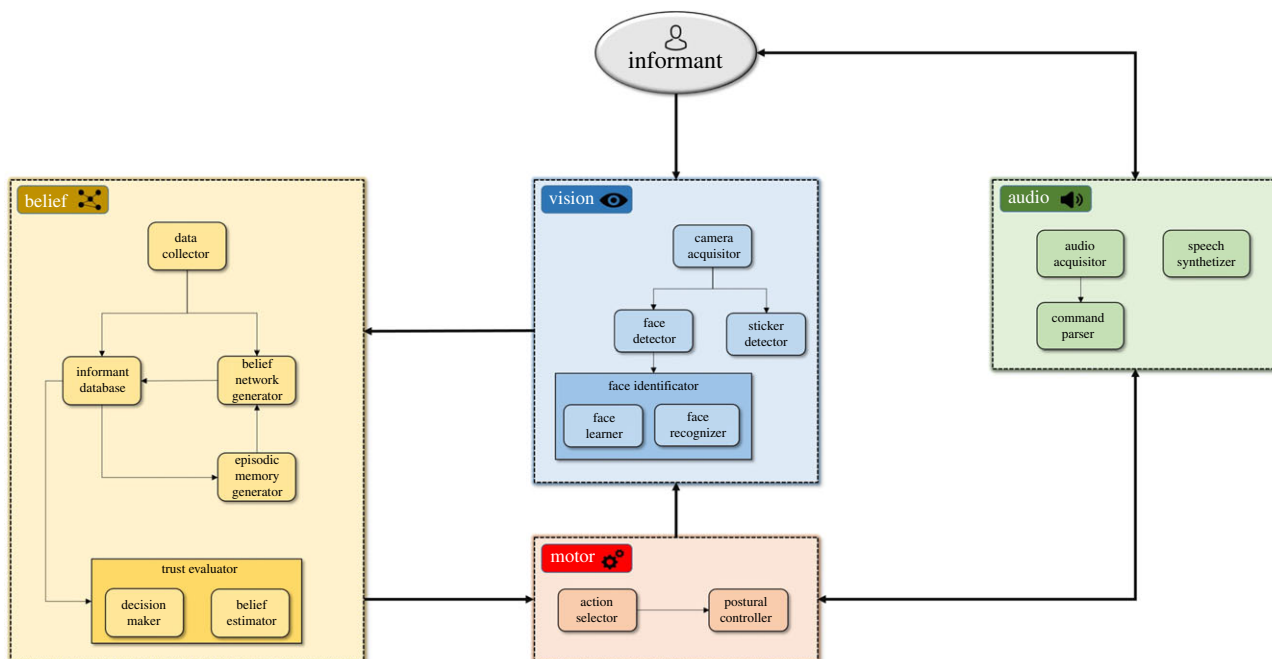 informant
belief
data
collector
informant
database
belief
network
generator
episodic
memory
generator
trust evaluator
decision
maker
belief
estimator
vision
camera
acquisitor
face
detector
sticker
detector
face identificator
face
learner
face
recognizer
motor
action
selector
postural
controller
audio
audio
acquisitor
speech
synthetizer
command
parser